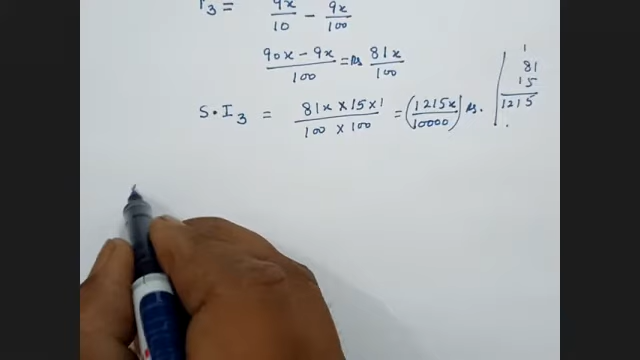 P₃ = 9x/10 − 9x/100
(90x − 9x)/100 = Rs 81x/100
S.I₃ = (81x × 15 × 1)/(100 × 100) = (1215x/10000) Rs.
1
81
15
1215